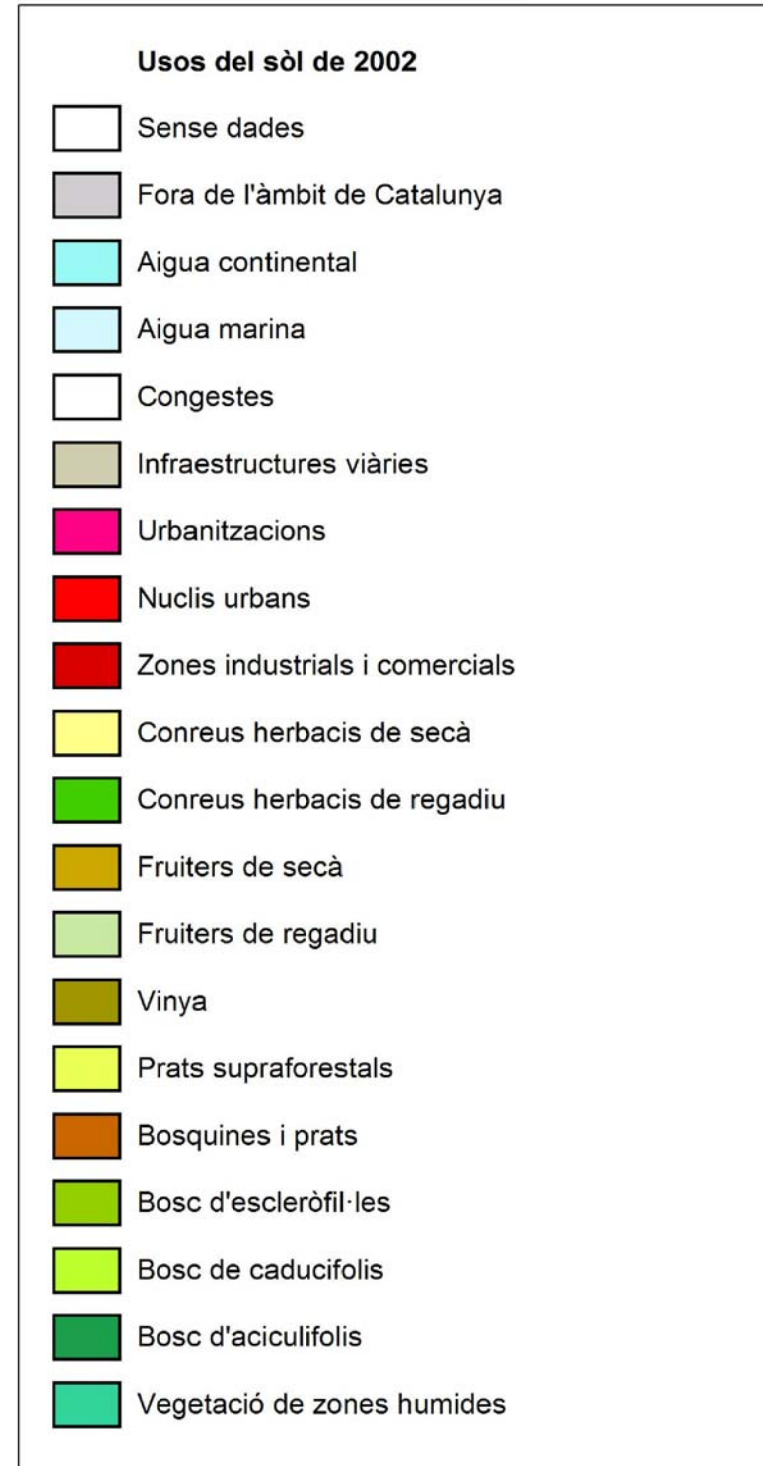 Usos del sòl de 2002
Sense dades
Fora de l'àmbit de Catalunya
Aigua continental
Aigua marina
Congestes
Infraestructures viàries
Urbanitzacions
Nuclis urbans
Zones industrials i comercials
Conreus herbacis de secà
Conreus herbacis de regadiu
Fruiters de secà
Fruiters de regadiu
Vinya
Prats supraforestals
Bosquines i prats
Bosc d'escleròfil·les
Bosc de caducifolis
Bosc d'aciculifolis
Vegetació de zones humides